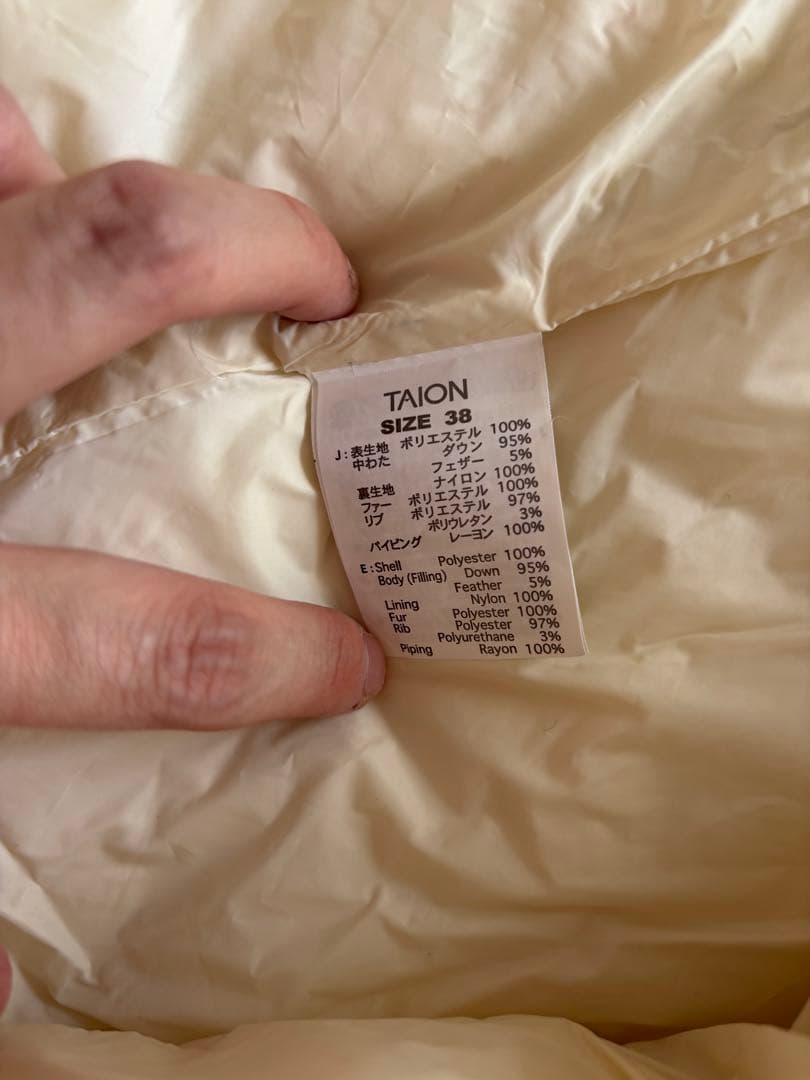 TAION
SIZE 38
J:表生地 ポリエステル 100%
中わた ダウン 95%
フェザー 5%
裏生地 ナイロン 100%
ファー ポリエステル 100%
リブ ポリエステル 97%
ポリウレタン 3%
パイピング レーヨン 100%
E:Shell Polyester 100%
Body (Filling) Down 95%
Feather 5%
Lining Nylon 100%
Fur Polyester 100%
Rib Polyester 97%
Polyurethane 3%
Piping Rayon 100%